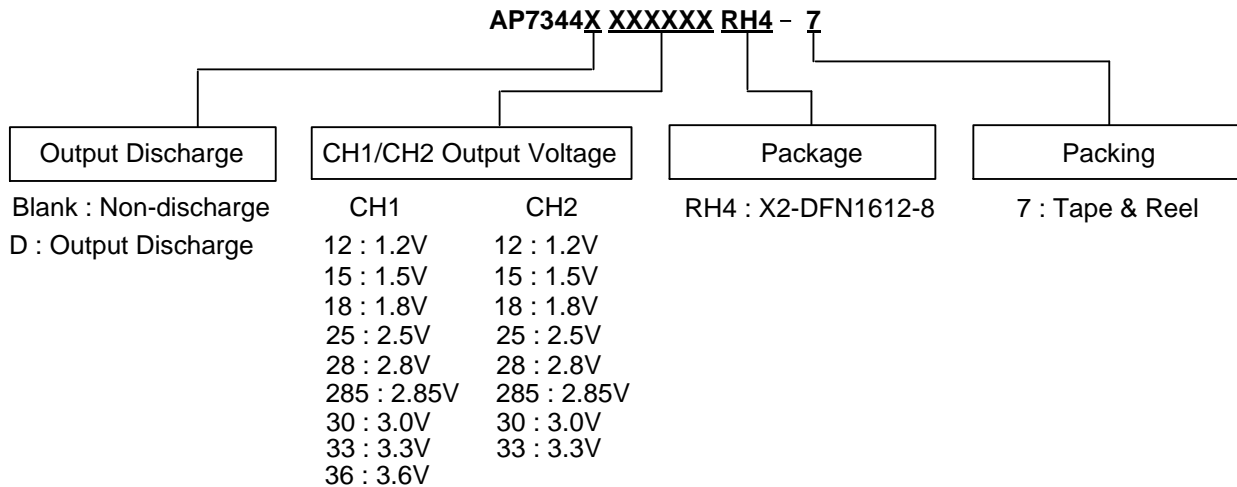 AP7344X XXXXXX RH4 – 7
Output Discharge
CH1/CH2 Output Voltage
Package
Packing
Blank : Non-discharge
D : Output Discharge
CH1 CH2
12 : 1.2V 12 : 1.2V
15 : 1.5V 15 : 1.5V
18 : 1.8V 18 : 1.8V
25 : 2.5V 25 : 2.5V
28 : 2.8V 28 : 2.8V
285 : 2.85V 285 : 2.85V
30 : 3.0V 30 : 3.0V
33 : 3.3V 33 : 3.3V
36 : 3.6V
RH4 : X2-DFN1612-8
7 : Tape & Reel